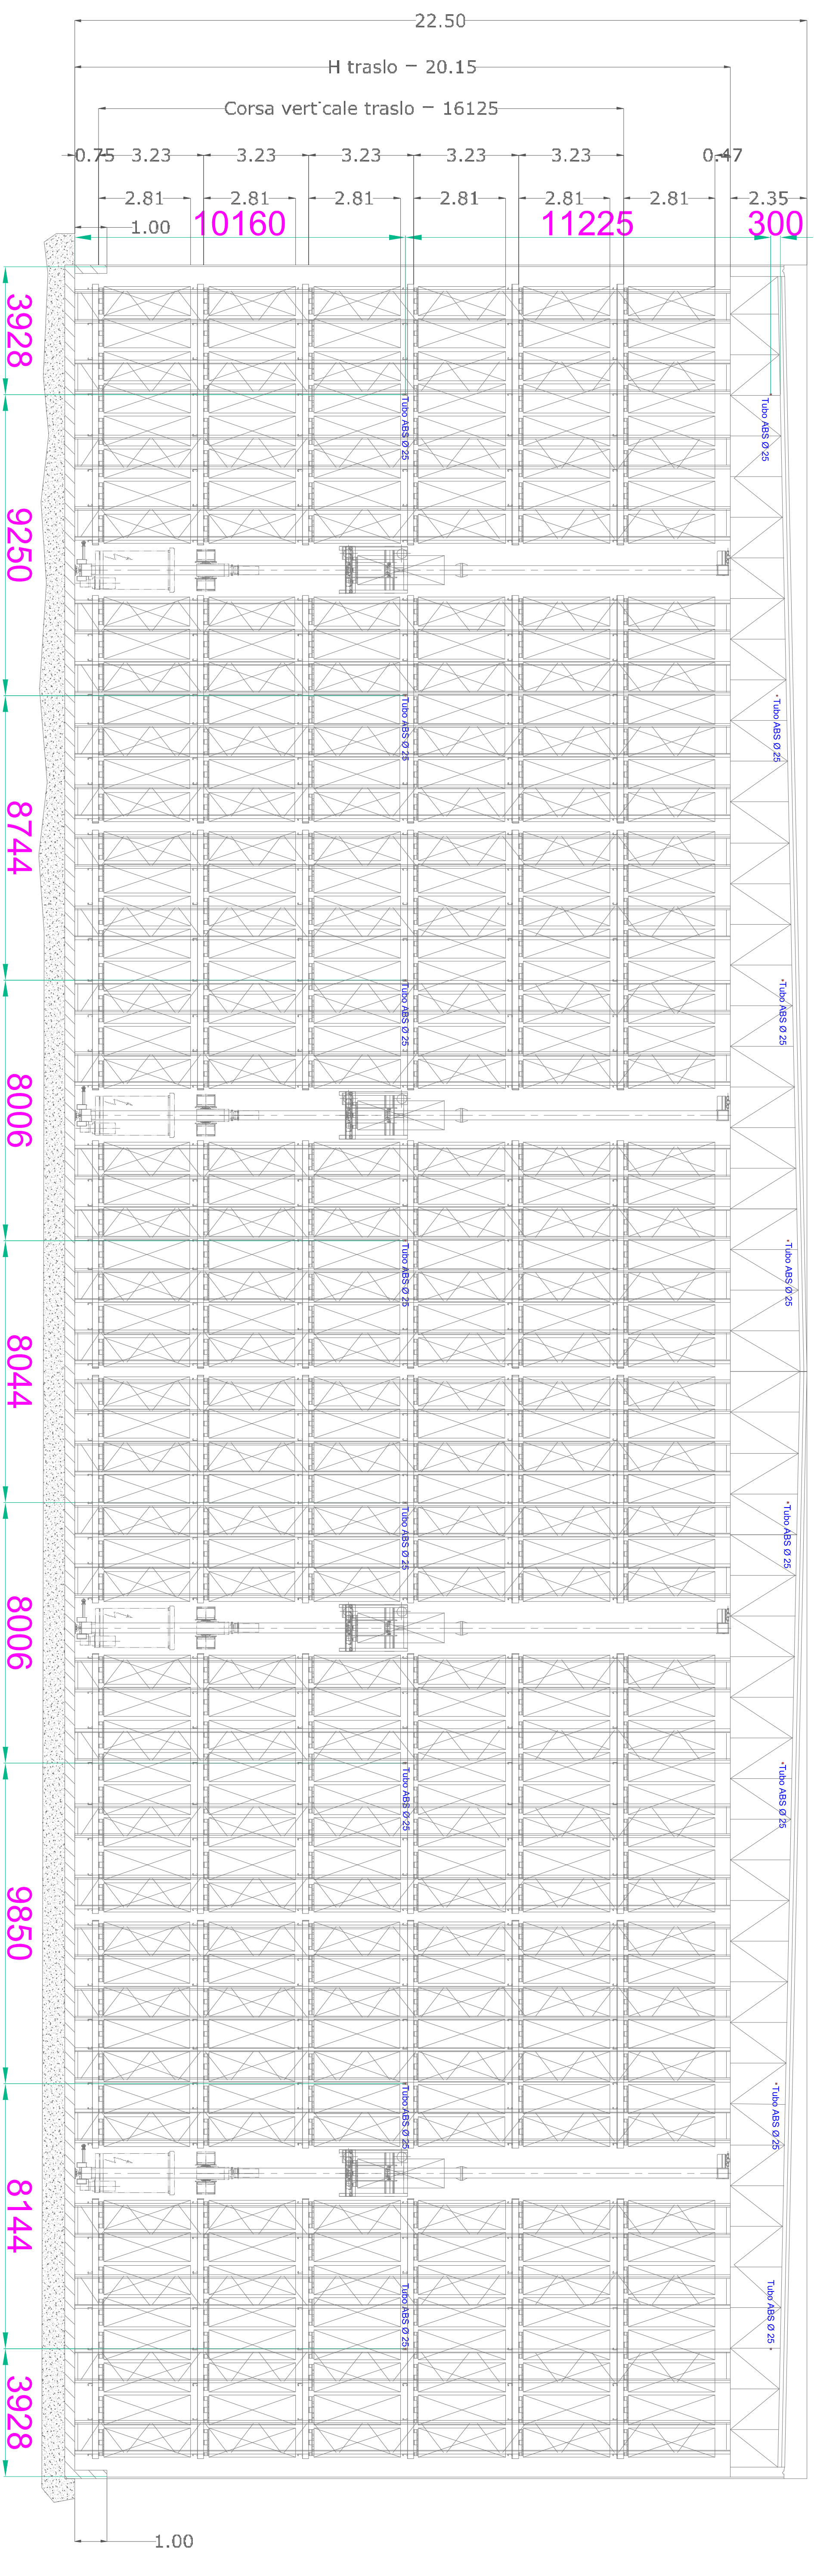 22.50
H traslo - 20.15
Corsa verticale traslo - 16125
0.75
3.23
3.23
3.23
3.23
3.23
0.47
2.81
2.81
2.81
2.81
2.81
2.81
2.35
1.00
10160
11225
300
3928
Tubo ABS Ø 25
Tubo ABS Ø 25
9250
Tubo ABS Ø 25
Tubo ABS Ø 25
8744
Tubo ABS Ø 25
Tubo ABS Ø 25
8006
Tubo ABS Ø 25
Tubo ABS Ø 25
8044
Tubo ABS Ø 25
Tubo ABS Ø 25
8006
Tubo ABS Ø 25
Tubo ABS Ø 25
9850
Tubo ABS Ø 25
Tubo ABS Ø 25
8144
Tubo ABS Ø 25
Tubo ABS Ø 25
3928
1.00